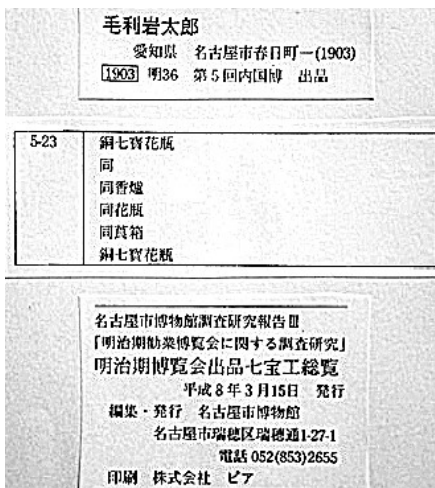 毛利岩太郎
愛知県 名古屋市春日町一(1903)
1903 明36 第5回内国博 出品
5-23 銅七寳花瓶
同
同香爐
同花瓶
同莨箱
銅七寳花瓶
名古屋市博物館調査研究報告Ⅲ
「明治期勧業博覧会に関する調査研究」
明治期博覧会出品七宝工総覧
平成8年3月15日 発行
編集・発行 名古屋市博物館
名古屋市瑞穂区瑞穂通1-27-1
電話 052(853)2655
印刷 株式会社 ピア